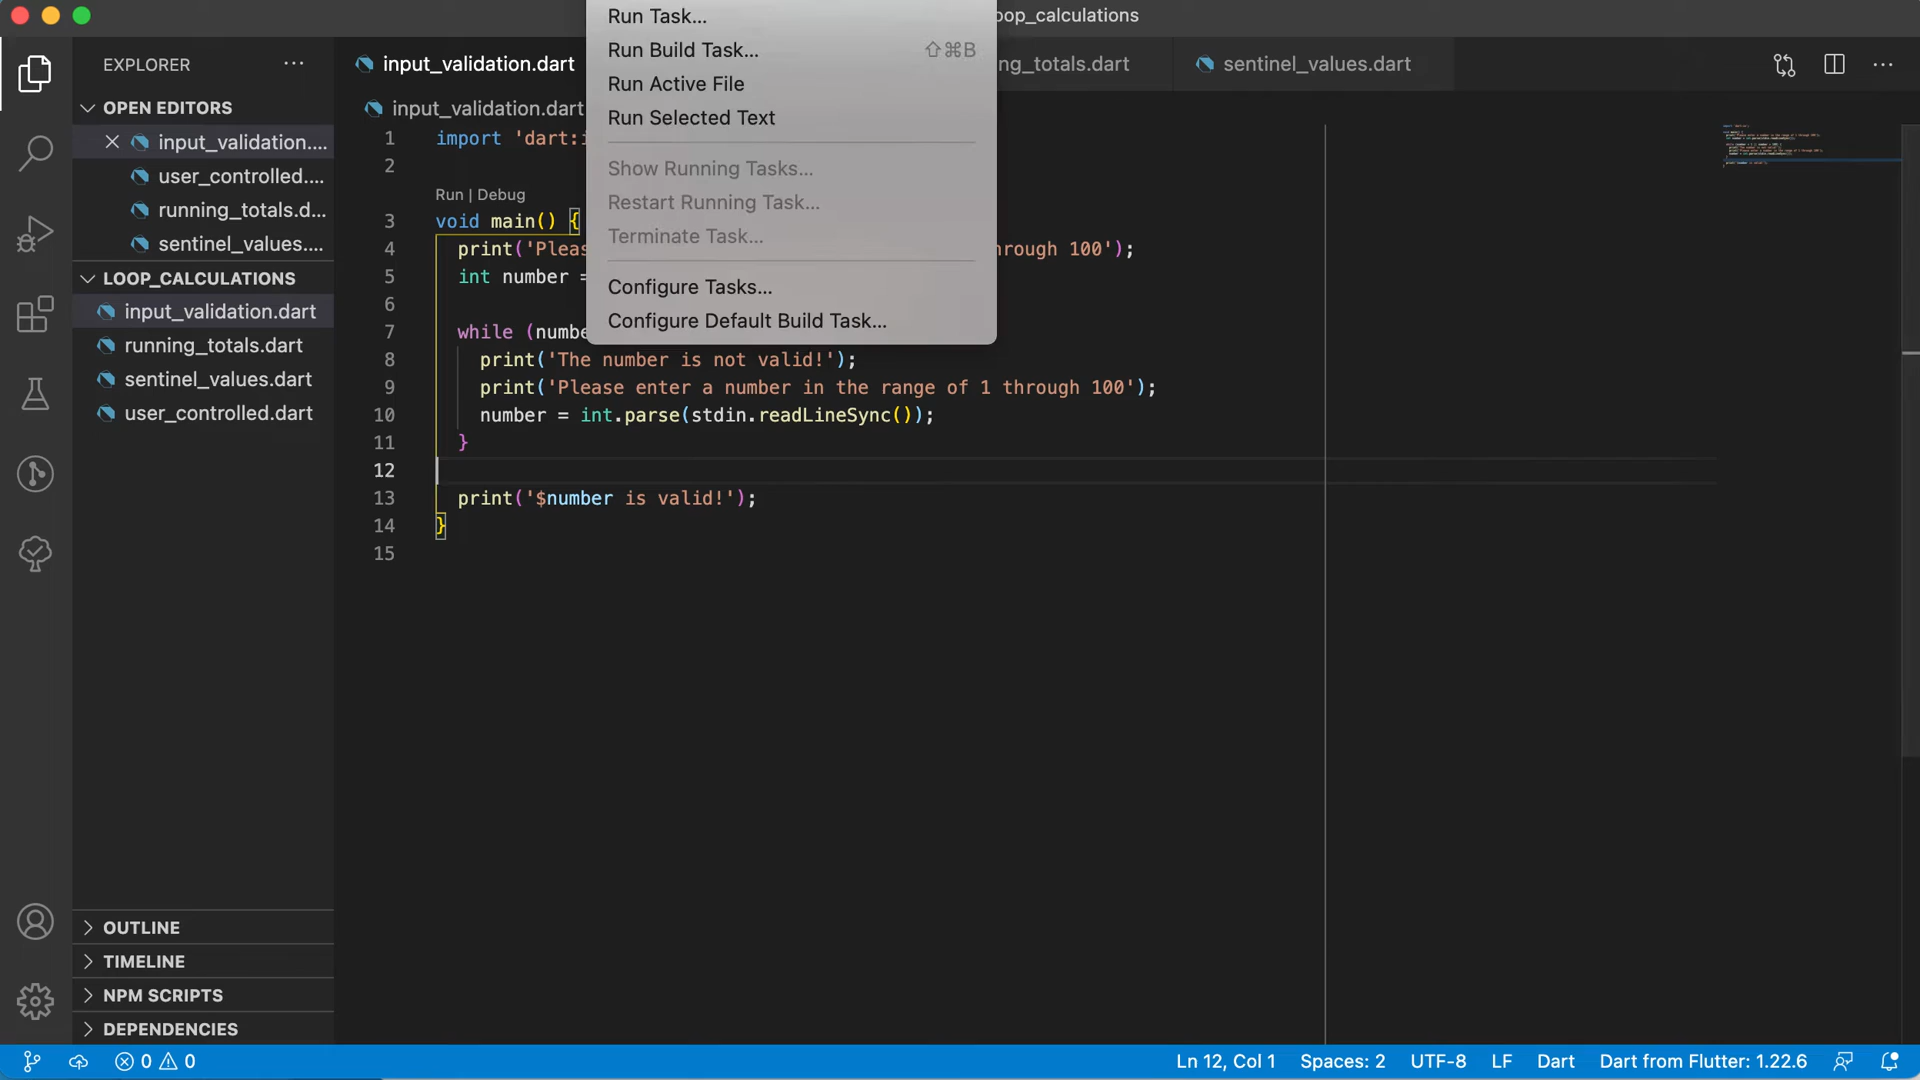 Run Task...
oop_calculations
Run Build Task... ⇧⌘B
Run Active File
Run Selected Text
Show Running Tasks...
Restart Running Task...
Terminate Task...
Configure Tasks...
Configure Default Build Task...
EXPLORER
OPEN EDITORS
input_validation....
user_controlled....
running_totals.d...
sentinel_values....
LOOP_CALCULATIONS
input_validation.dart
running_totals.dart
sentinel_values.dart
user_controlled.dart
OUTLINE
TIMELINE
NPM SCRIPTS
DEPENDENCIES
input_validation.dart
ng_totals.dart
sentinel_values.dart
input_validation.dart
1 import 'dart:i
2
Run | Debug
3 void main() {
4 print('Pleas hrough 100');
5 int number =
6
7 while (numbe
8 print('The number is not valid!');
9 print('Please enter a number in the range of 1 through 100');
10 number = int.parse(stdin.readLineSync());
11 }
12
13 print('$number is valid!');
14 }
15
0 0
Ln 12, Col 1 Spaces: 2 UTF-8 LF Dart Dart from Flutter: 1.22.6